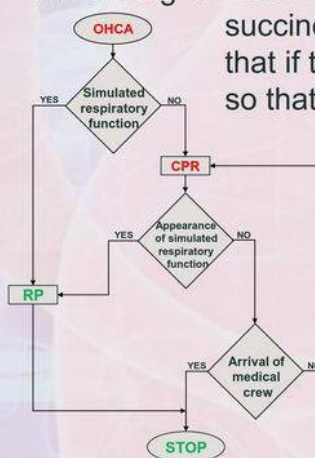 succinc
that if t
so that
OHCA
Simulated
respiratory
function
YES
NO
CPR
Appearance
of simulated
respiratory
function
YES
NO
RP
Arrival of
medical
crew
YES
NO
STOP